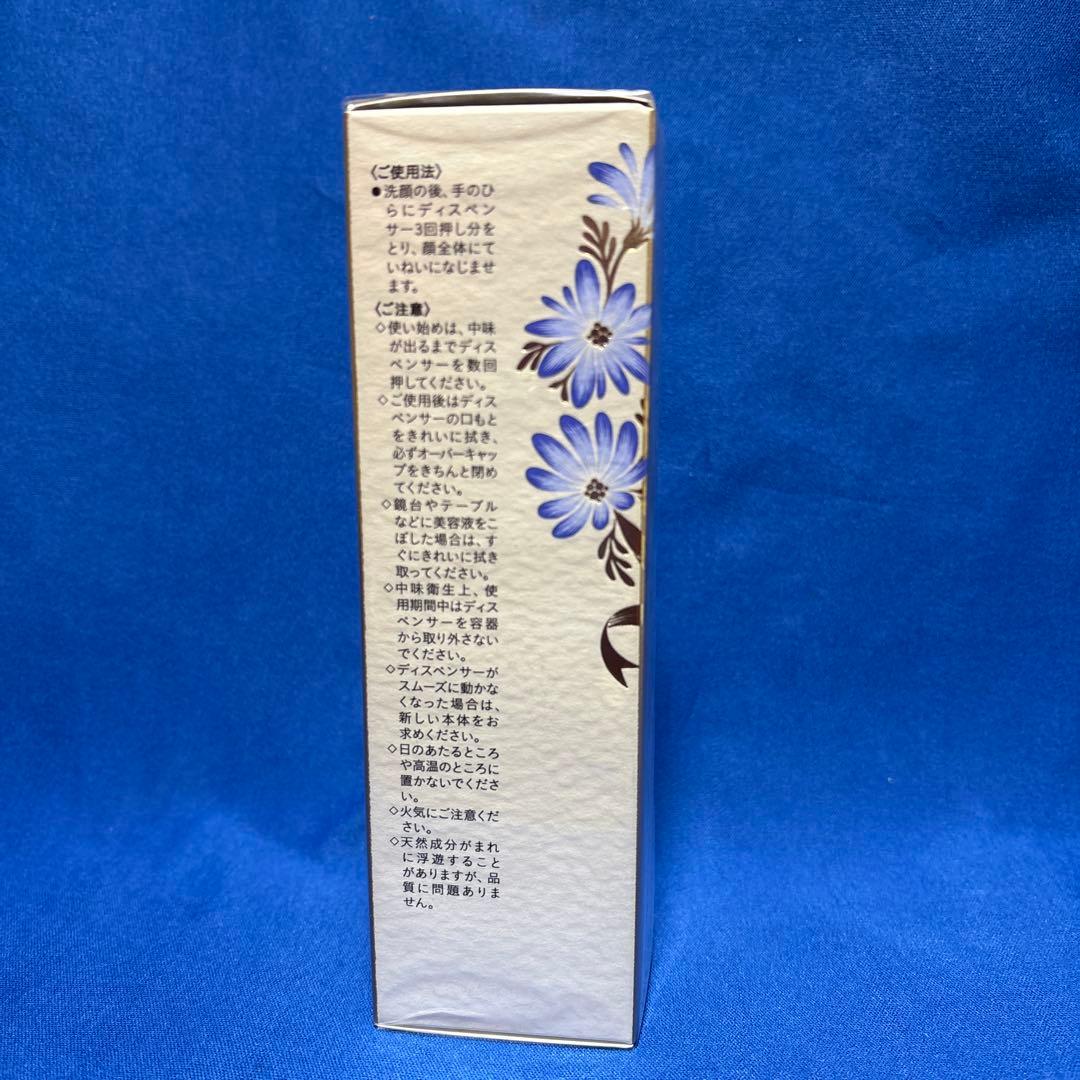 〈ご使用法〉
●洗顔の後、手のひ
らにディスペン
サー3回押し分を
とり、顔全体にて
いねいになじませ
ます。
〈ご注意〉
◇使い始めは、中味
が出るまでディス
ペンサーを数回
押してください。
◇ご使用後はディス
ペンサーの口もと
をきれいに拭き、
必ずオーバーキャッ
プをきちんと閉め
てください。
◇鏡台やテーブル
などに美容液をこ
ぼした場合は、す
ぐにきれいに拭き
取ってください。
◇中味衛生上、使
用期間中はディス
ペンサーを容器
から取り外さない
でください。
◇ディスペンサーが
スムーズに動かな
くなった場合は、
新しい本体をお
求めください。
◇日のあたるところ
や高温のところに
置かないでくださ
い。
◇火気にご注意くだ
さい。
◇天然成分がまれ
に浮遊すること
がありますが、品
質に問題ありま
せん。